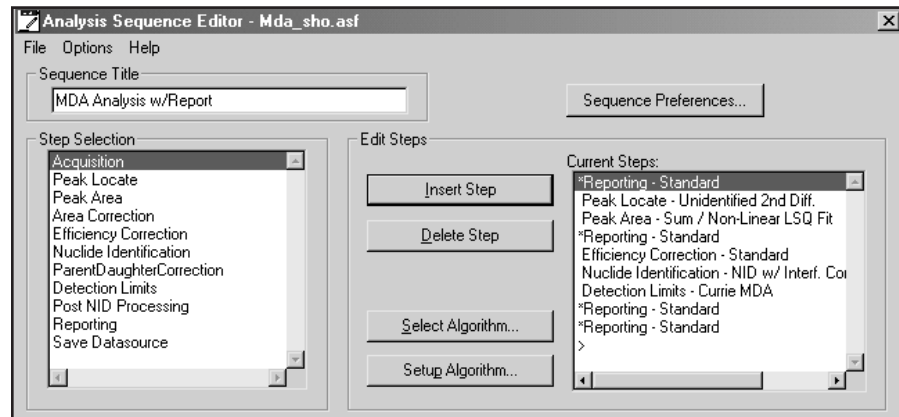 Analysis Sequence Editor - Mda_sho.asf
File Options Help
Sequence Title
MDA Analysis w/Report
Sequence Preferences...
Step Selection
Acquisition
Peak Locate
Peak Area
Area Correction
Efficiency Correction
Nuclide Identification
ParentDaughterCorrection
Detection Limits
Post NID Processing
Reporting
Save Datasource
Edit Steps
Insert Step
Delete Step
Select Algorithm...
Setup Algorithm...
Current Steps:
*Reporting - Standard
Peak Locate - Unidentified 2nd Diff.
Peak Area - Sum / Non-Linear LSQ Fit
*Reporting - Standard
Efficiency Correction - Standard
Nuclide Identification - NID w/ Interf. Cor
Detection Limits - Currie MDA
*Reporting - Standard
*Reporting - Standard
>